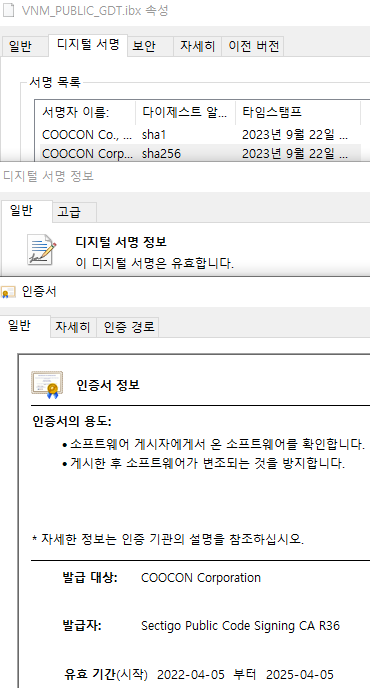 VNM_PUBLIC_GDT.ibx 속성
일반 디지털 서명 보안 자세히 이전 버전
서명 목록
서명자 이름: 다이제스트 알... 타임스탬프
COOCON Co., ... sha1 2023년 9월 22일 ...
COOCON Corp... sha256 2023년 9월 22일 ...
디지털 서명 정보
일반 고급
디지털 서명 정보
이 디지털 서명은 유효합니다.
인증서
일반 자세히 인증 경로
인증서 정보
인증서의 용도:
• 소프트웨어 게시자에게서 온 소프트웨어를 확인합니다.
• 게시한 후 소프트웨어가 변조되는 것을 방지합니다.
* 자세한 정보는 인증 기관의 설명을 참조하십시오.
발급 대상: COOCON Corporation
발급자: Sectigo Public Code Signing CA R36
유효 기간(시작) 2022-04-05 부터 2025-04-05